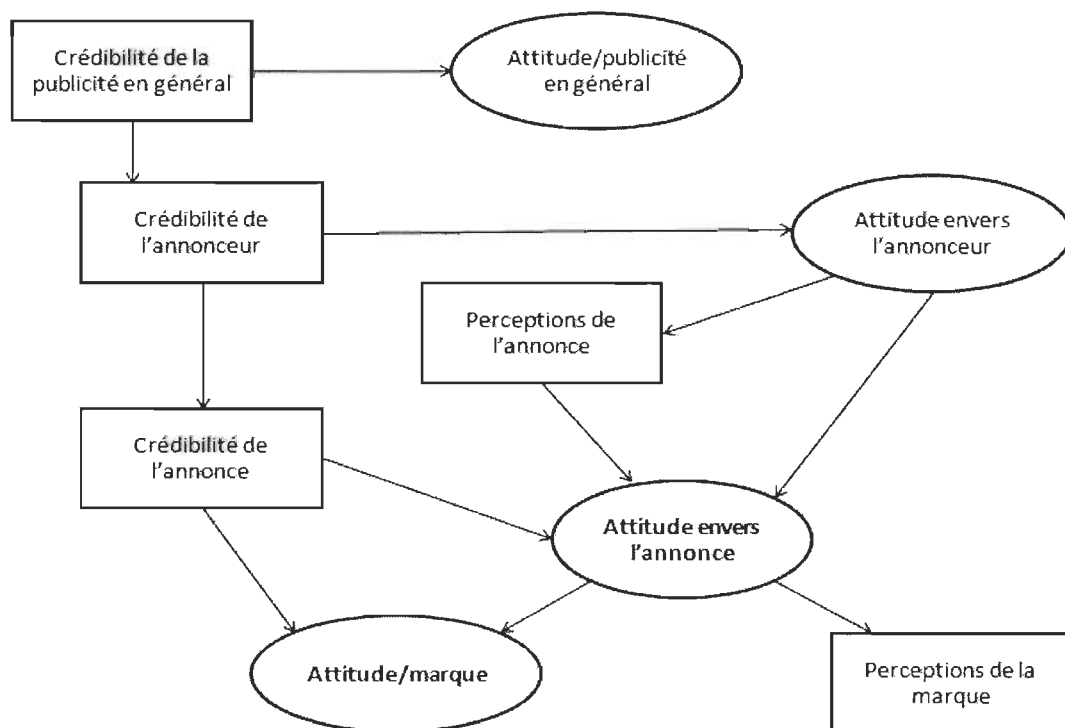 Crédibilité de la
publicité en général
Attitude/publicité
en général
Crédibilité de
l'annonceur
Attitude envers
l'annonceur
Perceptions de
l'annonce
Crédibilité de
l'annonce
Attitude envers
l'annonce
Attitude/marque
Perceptions de la
marque